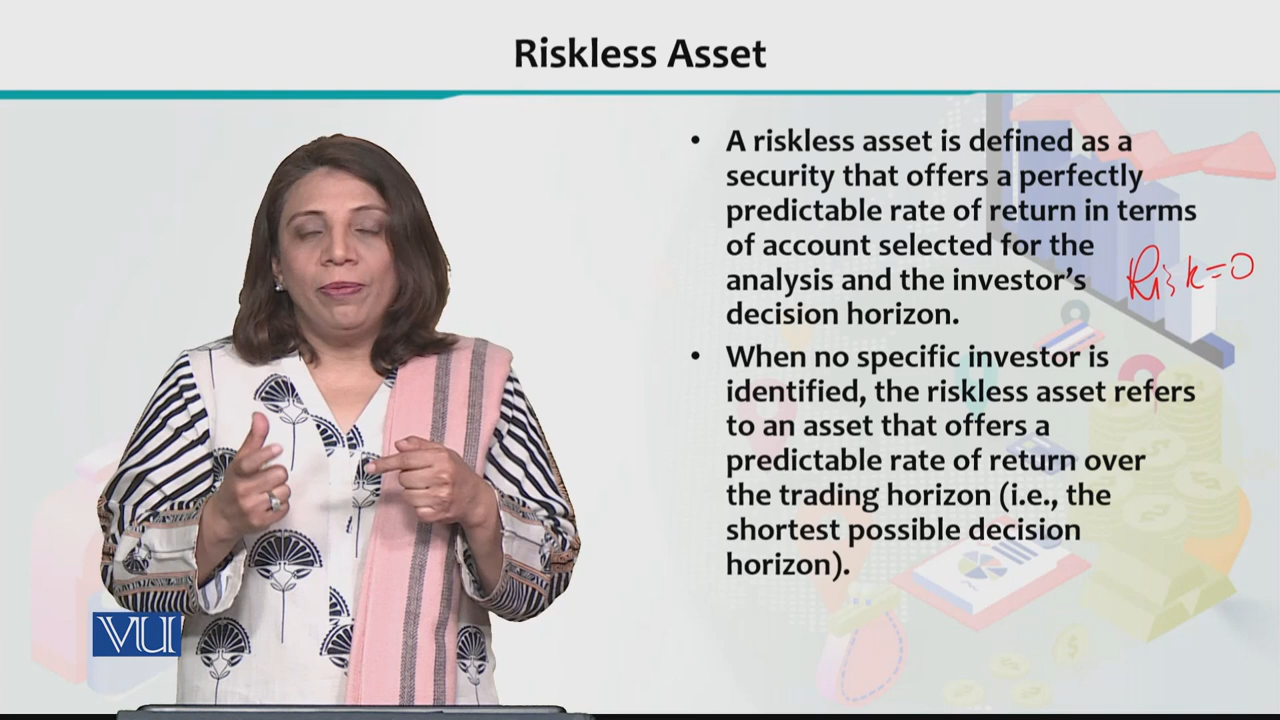 Riskless Asset
• A riskless asset is defined as a
security that offers a perfectly
predictable rate of return in terms
of account selected for the
analysis and the investor's
decision horizon.
Risk=0
• When no specific investor is
identified, the riskless asset refers
to an asset that offers a
predictable rate of return over
the trading horizon (i.e., the
shortest possible decision
horizon).
VU